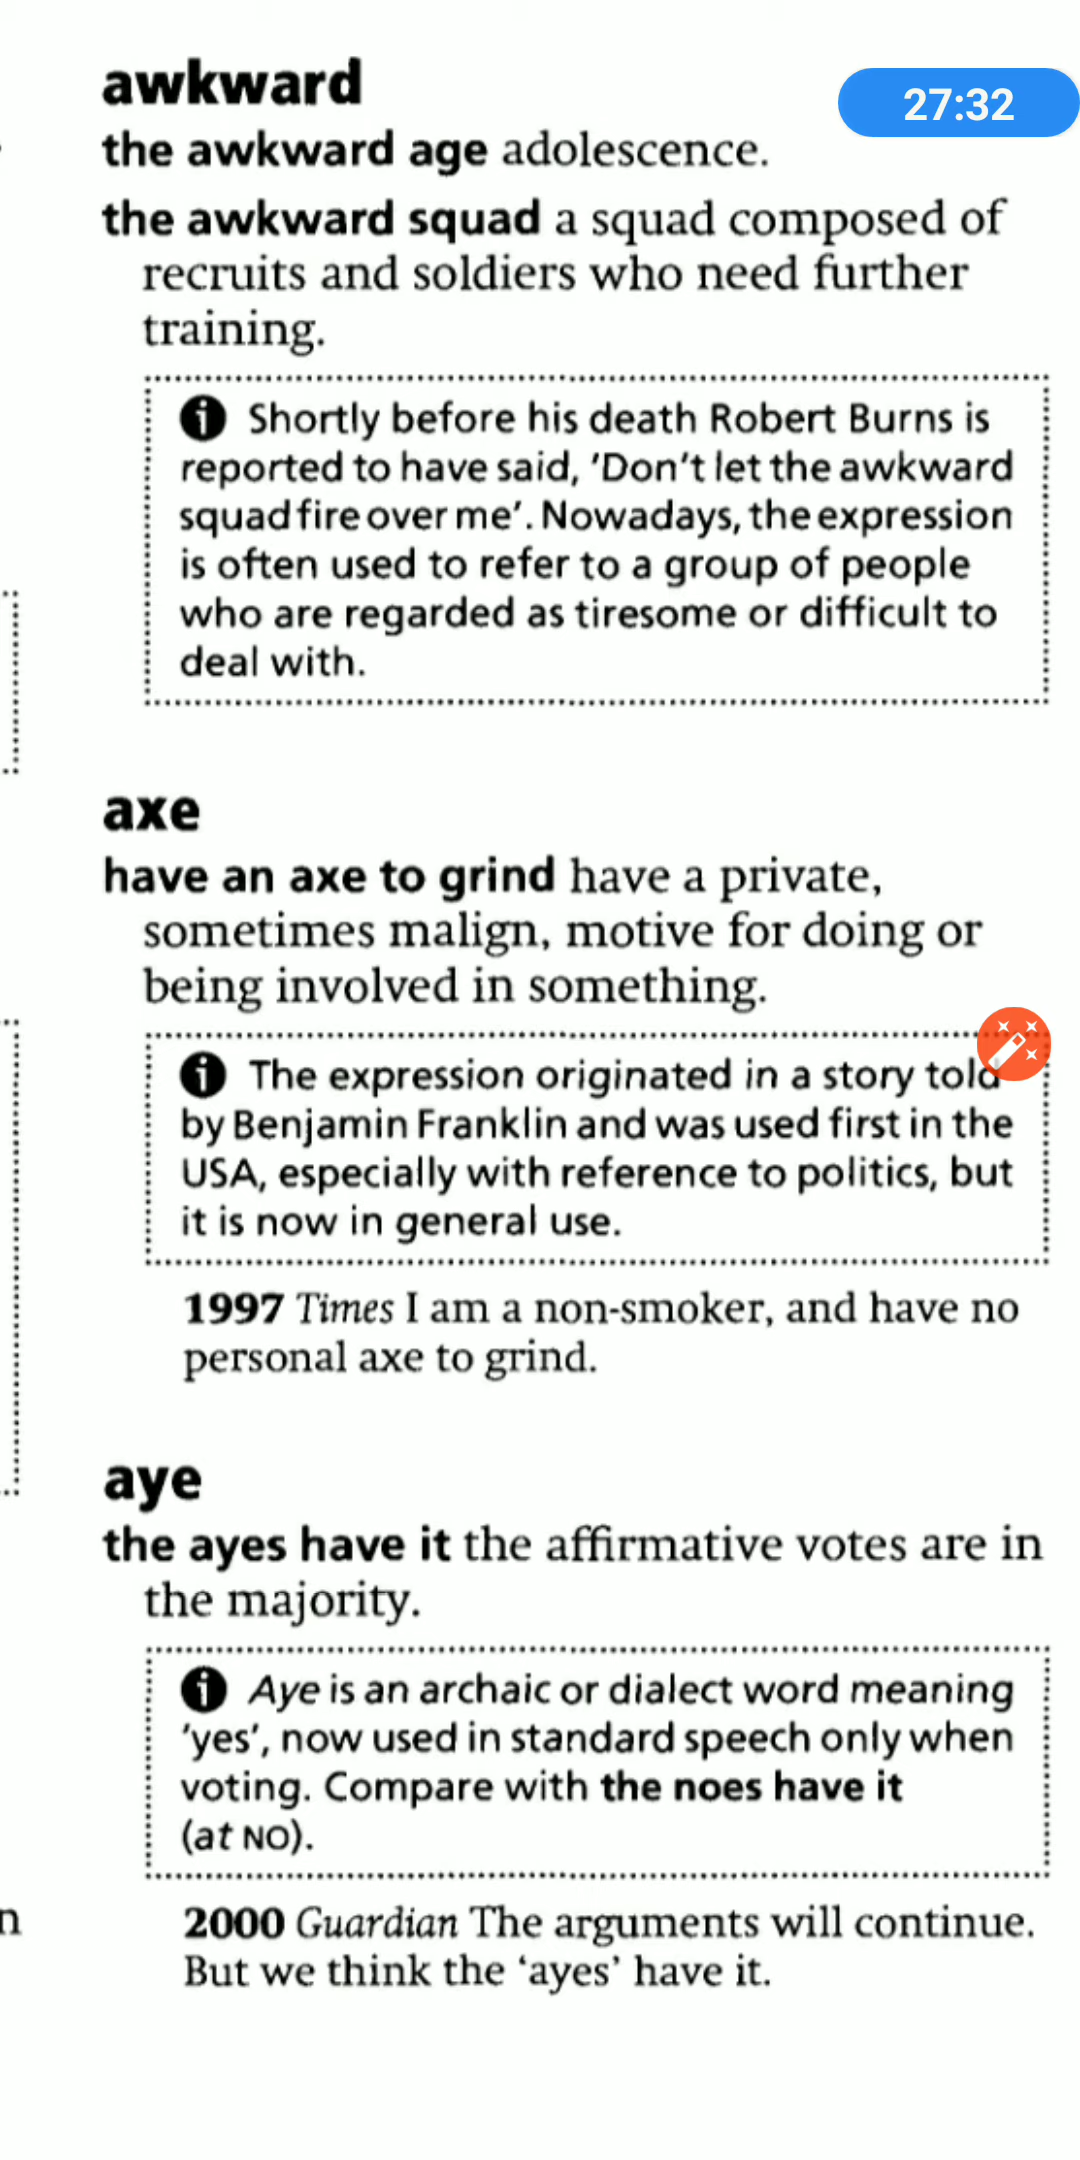 awkward
27:32
the awkward age adolescence.
the awkward squad a squad composed of
recruits and soldiers who need further
training.
i Shortly before his death Robert Burns is
reported to have said, ‘Don’t let the awkward
squad fire over me’. Nowadays, the expression
is often used to refer to a group of people
who are regarded as tiresome or difficult to
deal with.
axe
have an axe to grind have a private,
sometimes malign, motive for doing or
being involved in something.
i The expression originated in a story told
by Benjamin Franklin and was used first in the
USA, especially with reference to politics, but
it is now in general use.
1997 Times I am a non-smoker, and have no
personal axe to grind.
aye
the ayes have it the affirmative votes are in
the majority.
i Aye is an archaic or dialect word meaning
‘yes’, now used in standard speech only when
voting. Compare with the noes have it
(at NO).
n
2000 Guardian The arguments will continue.
But we think the ‘ayes’ have it.